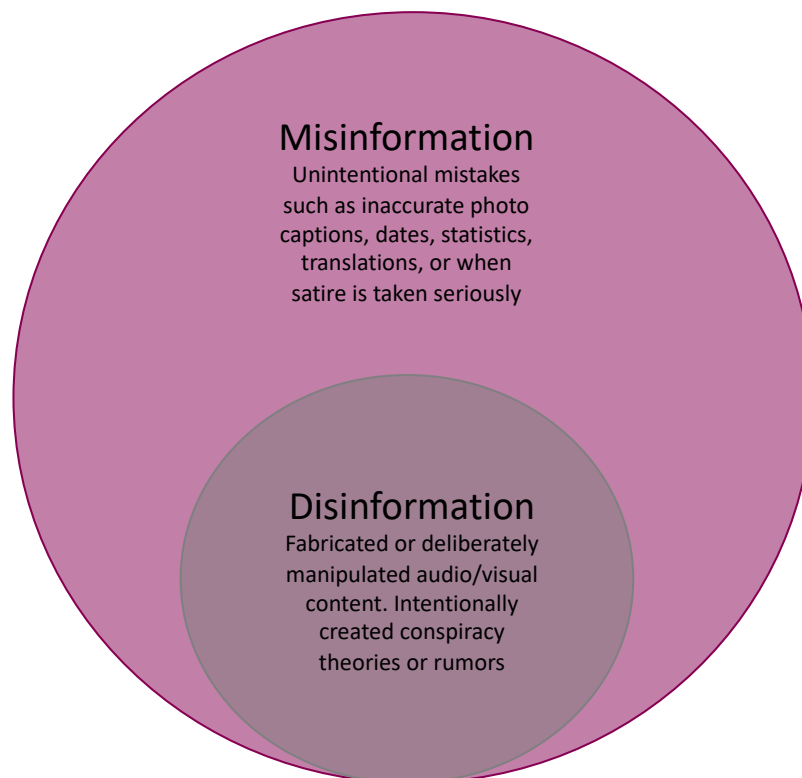 Misinformation
Unintentional mistakes
such as inaccurate photo
captions, dates, statistics,
translations, or when
satire is taken seriously
Disinformation
Fabricated or deliberately
manipulated audio/visual
content. Intentionally
created conspiracy
theories or rumors